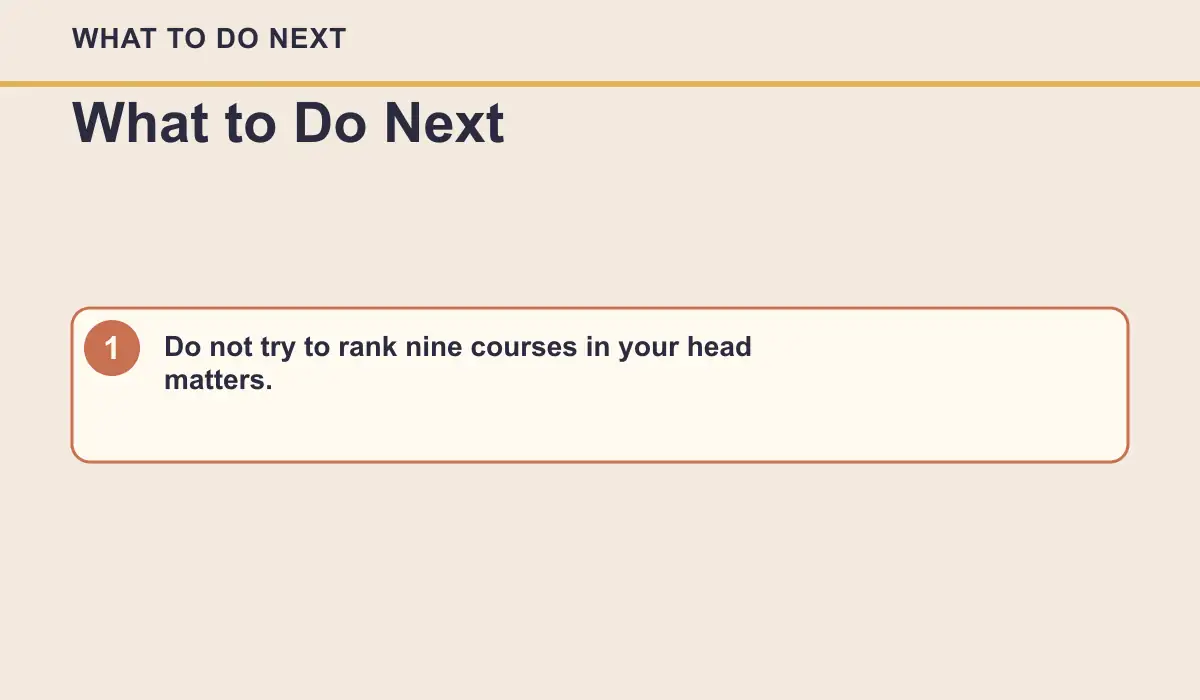 WHAT TO DO NEXT
What to Do Next
1
Do not try to rank nine courses in your head
matters.